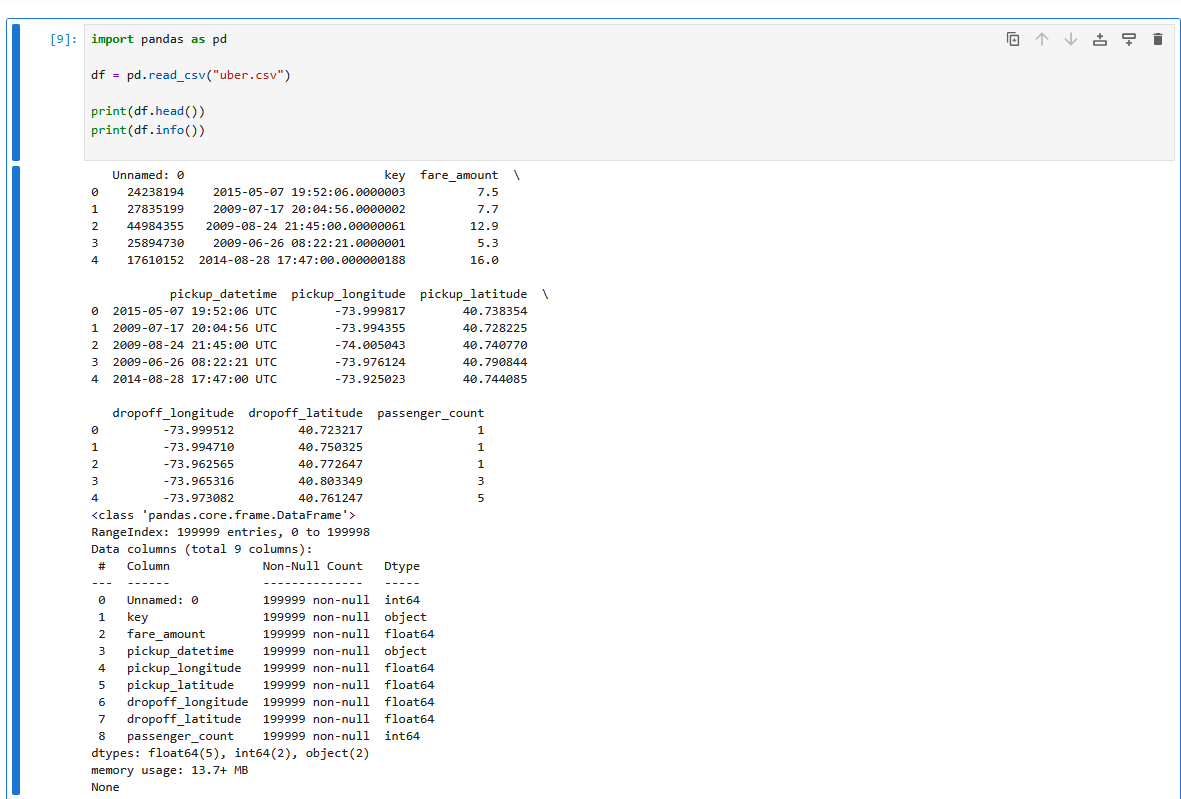 [9]: import pandas as pd
df = pd.read_csv("uber.csv")
print(df.head())
print(df.info())
   Unnamed: 0                            key  fare_amount  \
0    24238194    2015-05-07 19:52:06.0000003          7.5
1    27835199    2009-07-17 20:04:56.0000002          7.7
2    44984355   2009-08-24 21:45:00.00000061         12.9
3    25894730    2009-06-26 08:22:21.0000001          5.3
4    17610152  2014-08-28 17:47:00.000000188         16.0
           pickup_datetime  pickup_longitude  pickup_latitude  \
0  2015-05-07 19:52:06 UTC        -73.999817        40.738354
1  2009-07-17 20:04:56 UTC        -73.994355        40.728225
2  2009-08-24 21:45:00 UTC        -74.005043        40.740770
3  2009-06-26 08:22:21 UTC        -73.976124        40.790844
4  2014-08-28 17:47:00 UTC        -73.925023        40.744085
   dropoff_longitude  dropoff_latitude  passenger_count
0         -73.999512         40.723217                1
1         -73.994710         40.750325                1
2         -73.962565         40.772647                1
3         -73.965316         40.803349                3
4         -73.973082         40.761247                5
<class 'pandas.core.frame.DataFrame'>
RangeIndex: 199999 entries, 0 to 199998
Data columns (total 9 columns):
 #   Column             Non-Null Count   Dtype
---  ------             --------------   -----
 0   Unnamed: 0         199999 non-null  int64
 1   key                199999 non-null  object
 2   fare_amount        199999 non-null  float64
 3   pickup_datetime    199999 non-null  object
 4   pickup_longitude   199999 non-null  float64
 5   pickup_latitude    199999 non-null  float64
 6   dropoff_longitude  199999 non-null  float64
 7   dropoff_latitude   199999 non-null  float64
 8   passenger_count    199999 non-null  int64
dtypes: float64(5), int64(2), object(2)
memory usage: 13.7+ MB
None